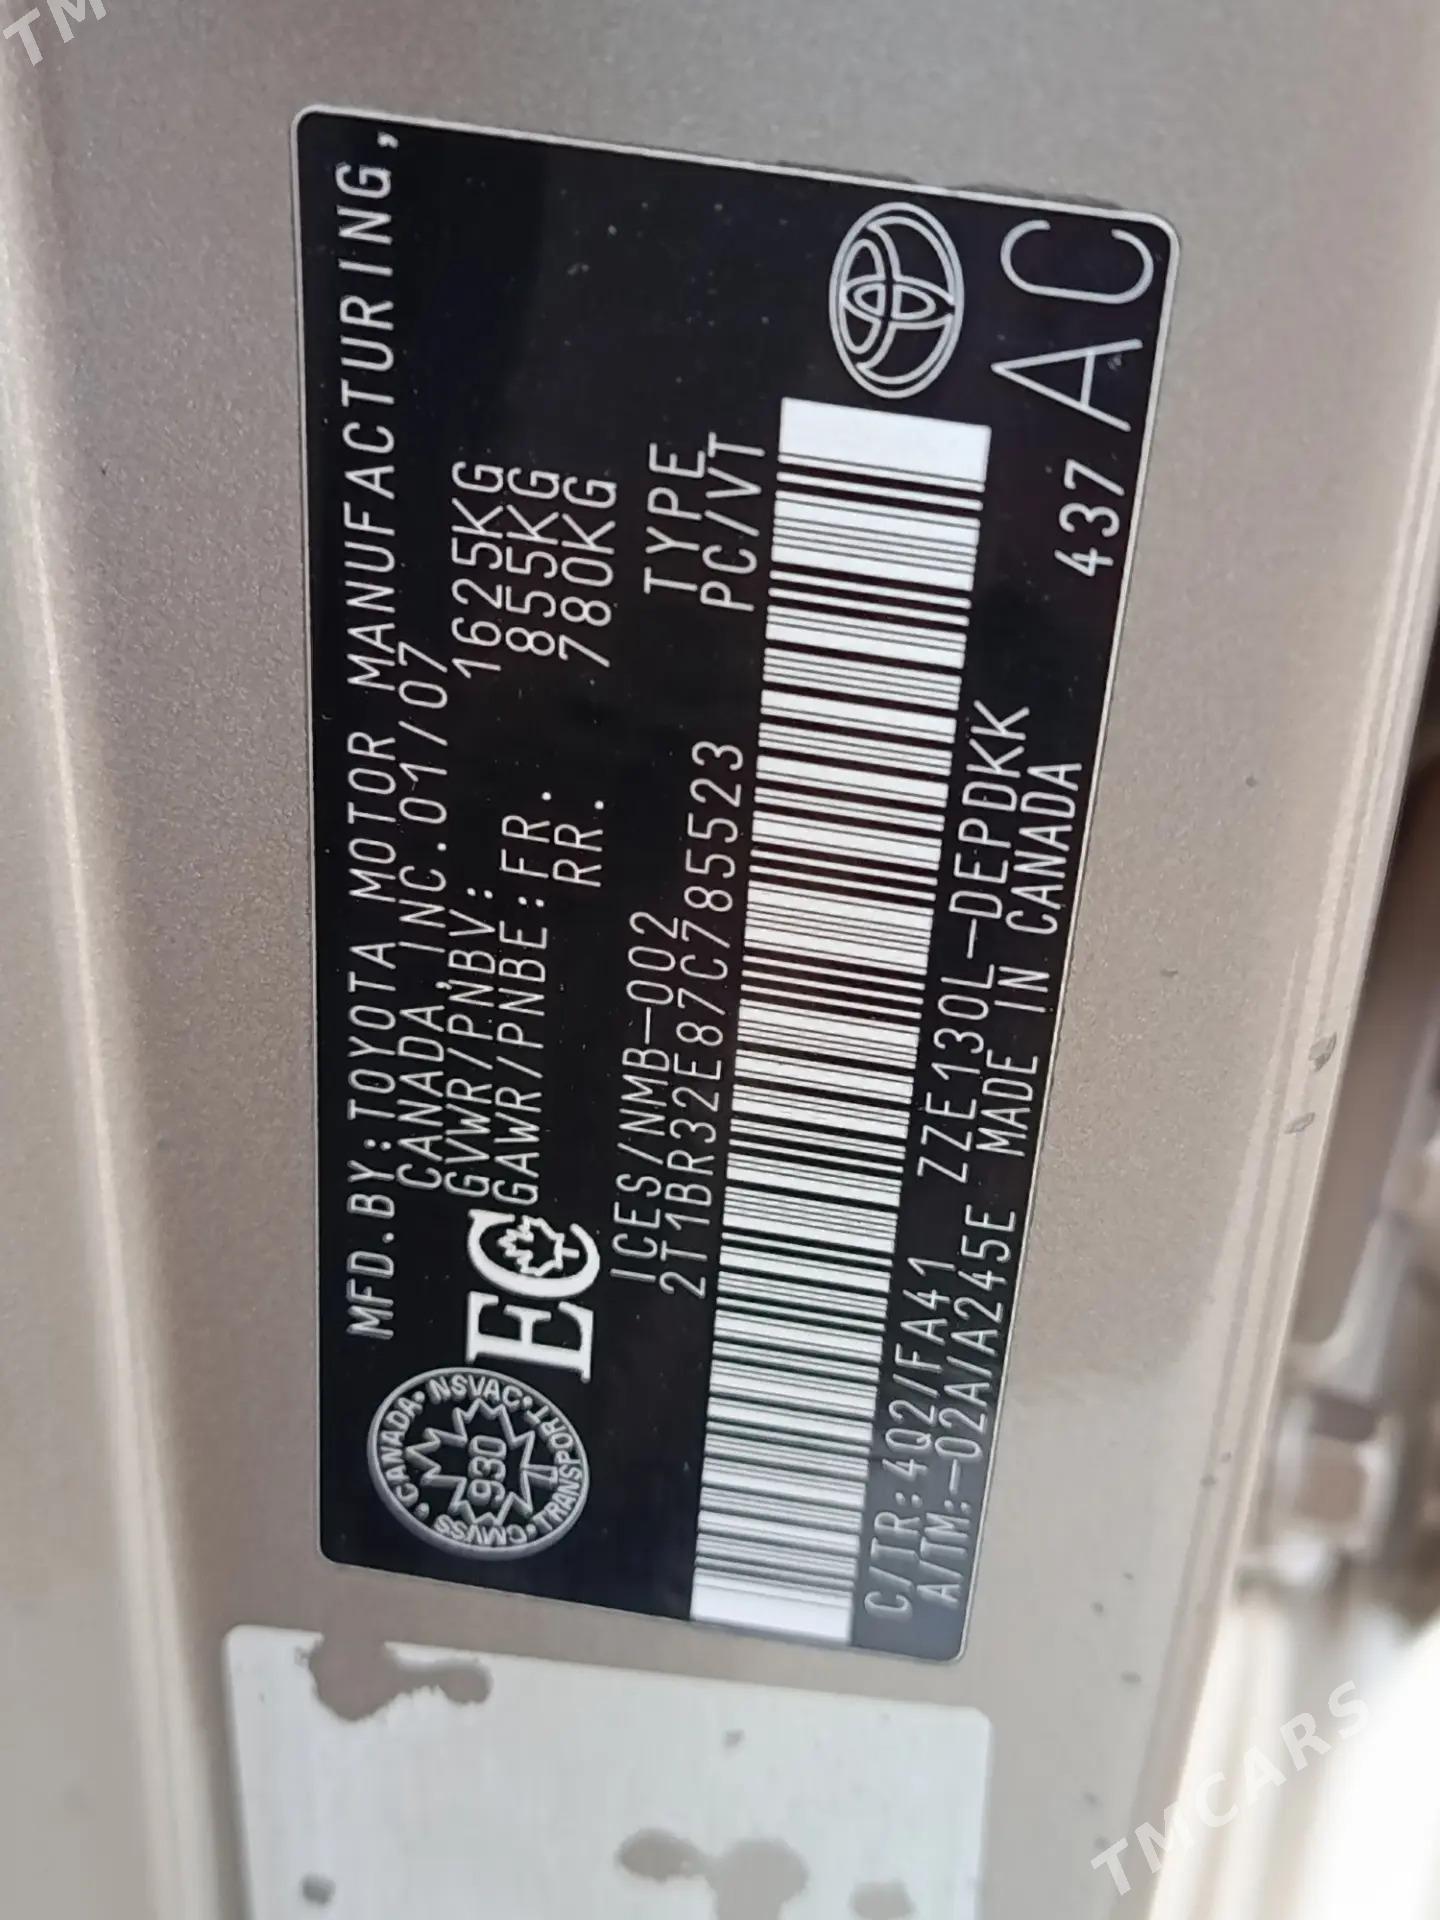 MFD.BY:TOYOTA MOTOR MANUFACTURING,
CANADA,INC.01/07
GVWR/PNBV: 1625KG
GAWR/PNBE:FR. 855KG
RR. 780KG
EC
CANADA • NSVAC • TRANSPORT • CMVSS •
930
ICES/NMB-002
TYPE
2T1BR32E87C785523 PC/VT
C/TR:4Q2/FA41 ZZE130L-DEPDKK
A/TM:-02A/A245E MADE IN CANADA
437 AC
TM
TMCARS